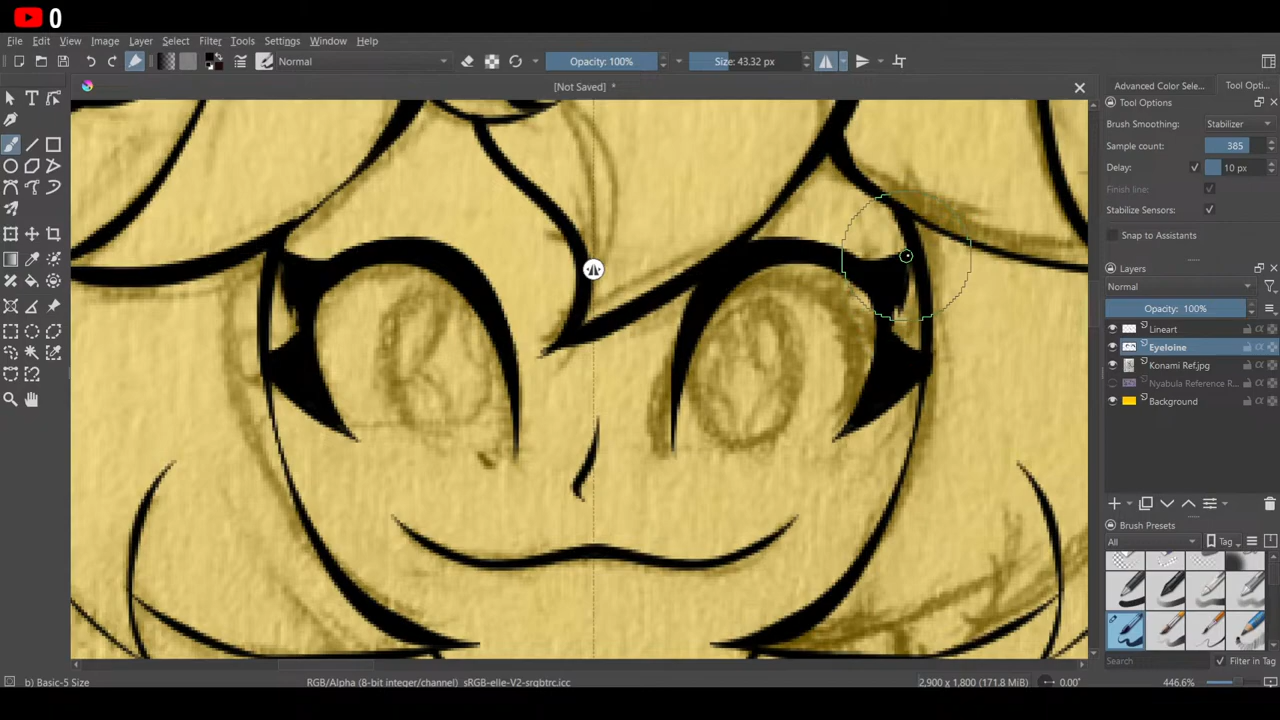 0
File Edit View Image Layer Select Filter Tools Settings Window Help
Normal Opacity: 100% Size: 43.32 px
[Not Saved] *
Advanced Color Sele... Tool Opti...
Tool Options
Brush Smoothing: Stabilizer
Sample count: 385
Delay: 10 px
Finish line:
Stabilize Sensors:
Snap to Assistants
Layers
Normal
Opacity: 100%
Lineart
Eyeloine
Konami Ref.jpg
Nyabula Reference R...
Background
Brush Presets
All Tag
Search Filter in Tag
b) Basic-5 Size RGB/Alpha (8-bit integer/channel) sRGB-elle-V2-srgbtrc.icc 2,900 x 1,800 (171.8 MiB) 0.00° 446.6%